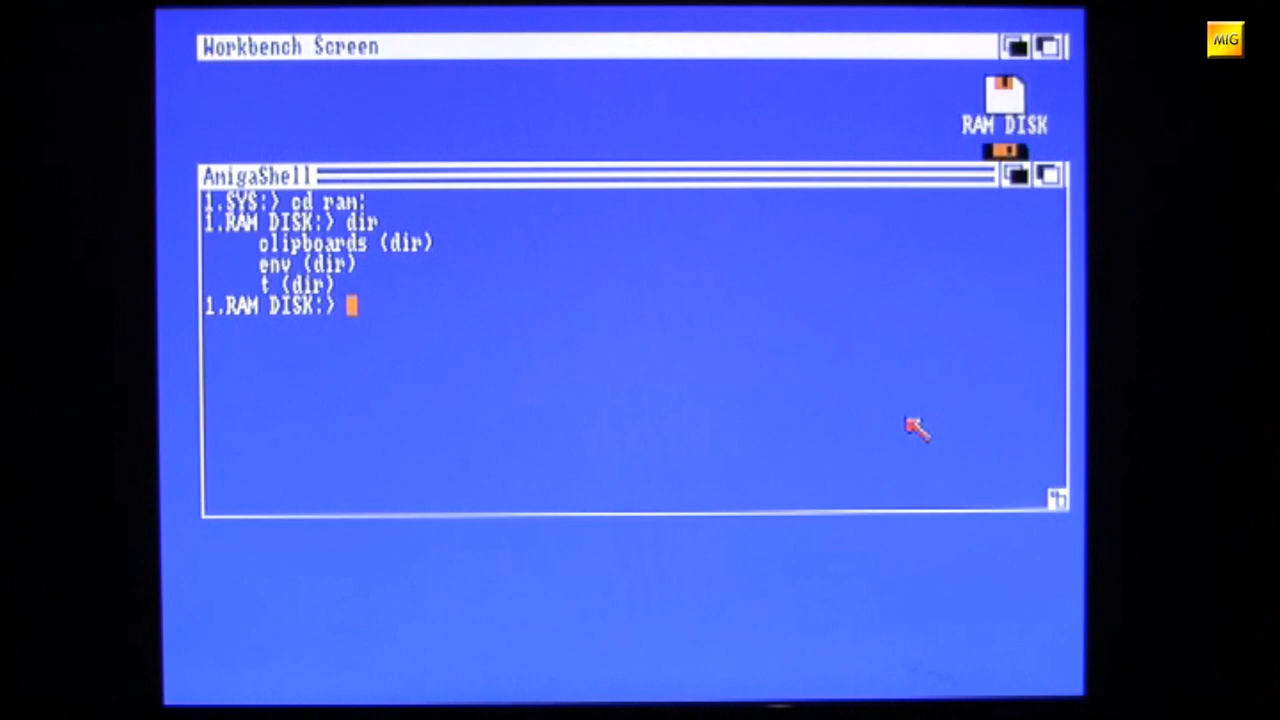 Workbench Screen
MIG
RAM DISK
AmigaShell
1.SYS:> cd ram:
1.RAM DISK:> dir
clipboards (dir)
env (dir)
t (dir)
1.RAM DISK:>